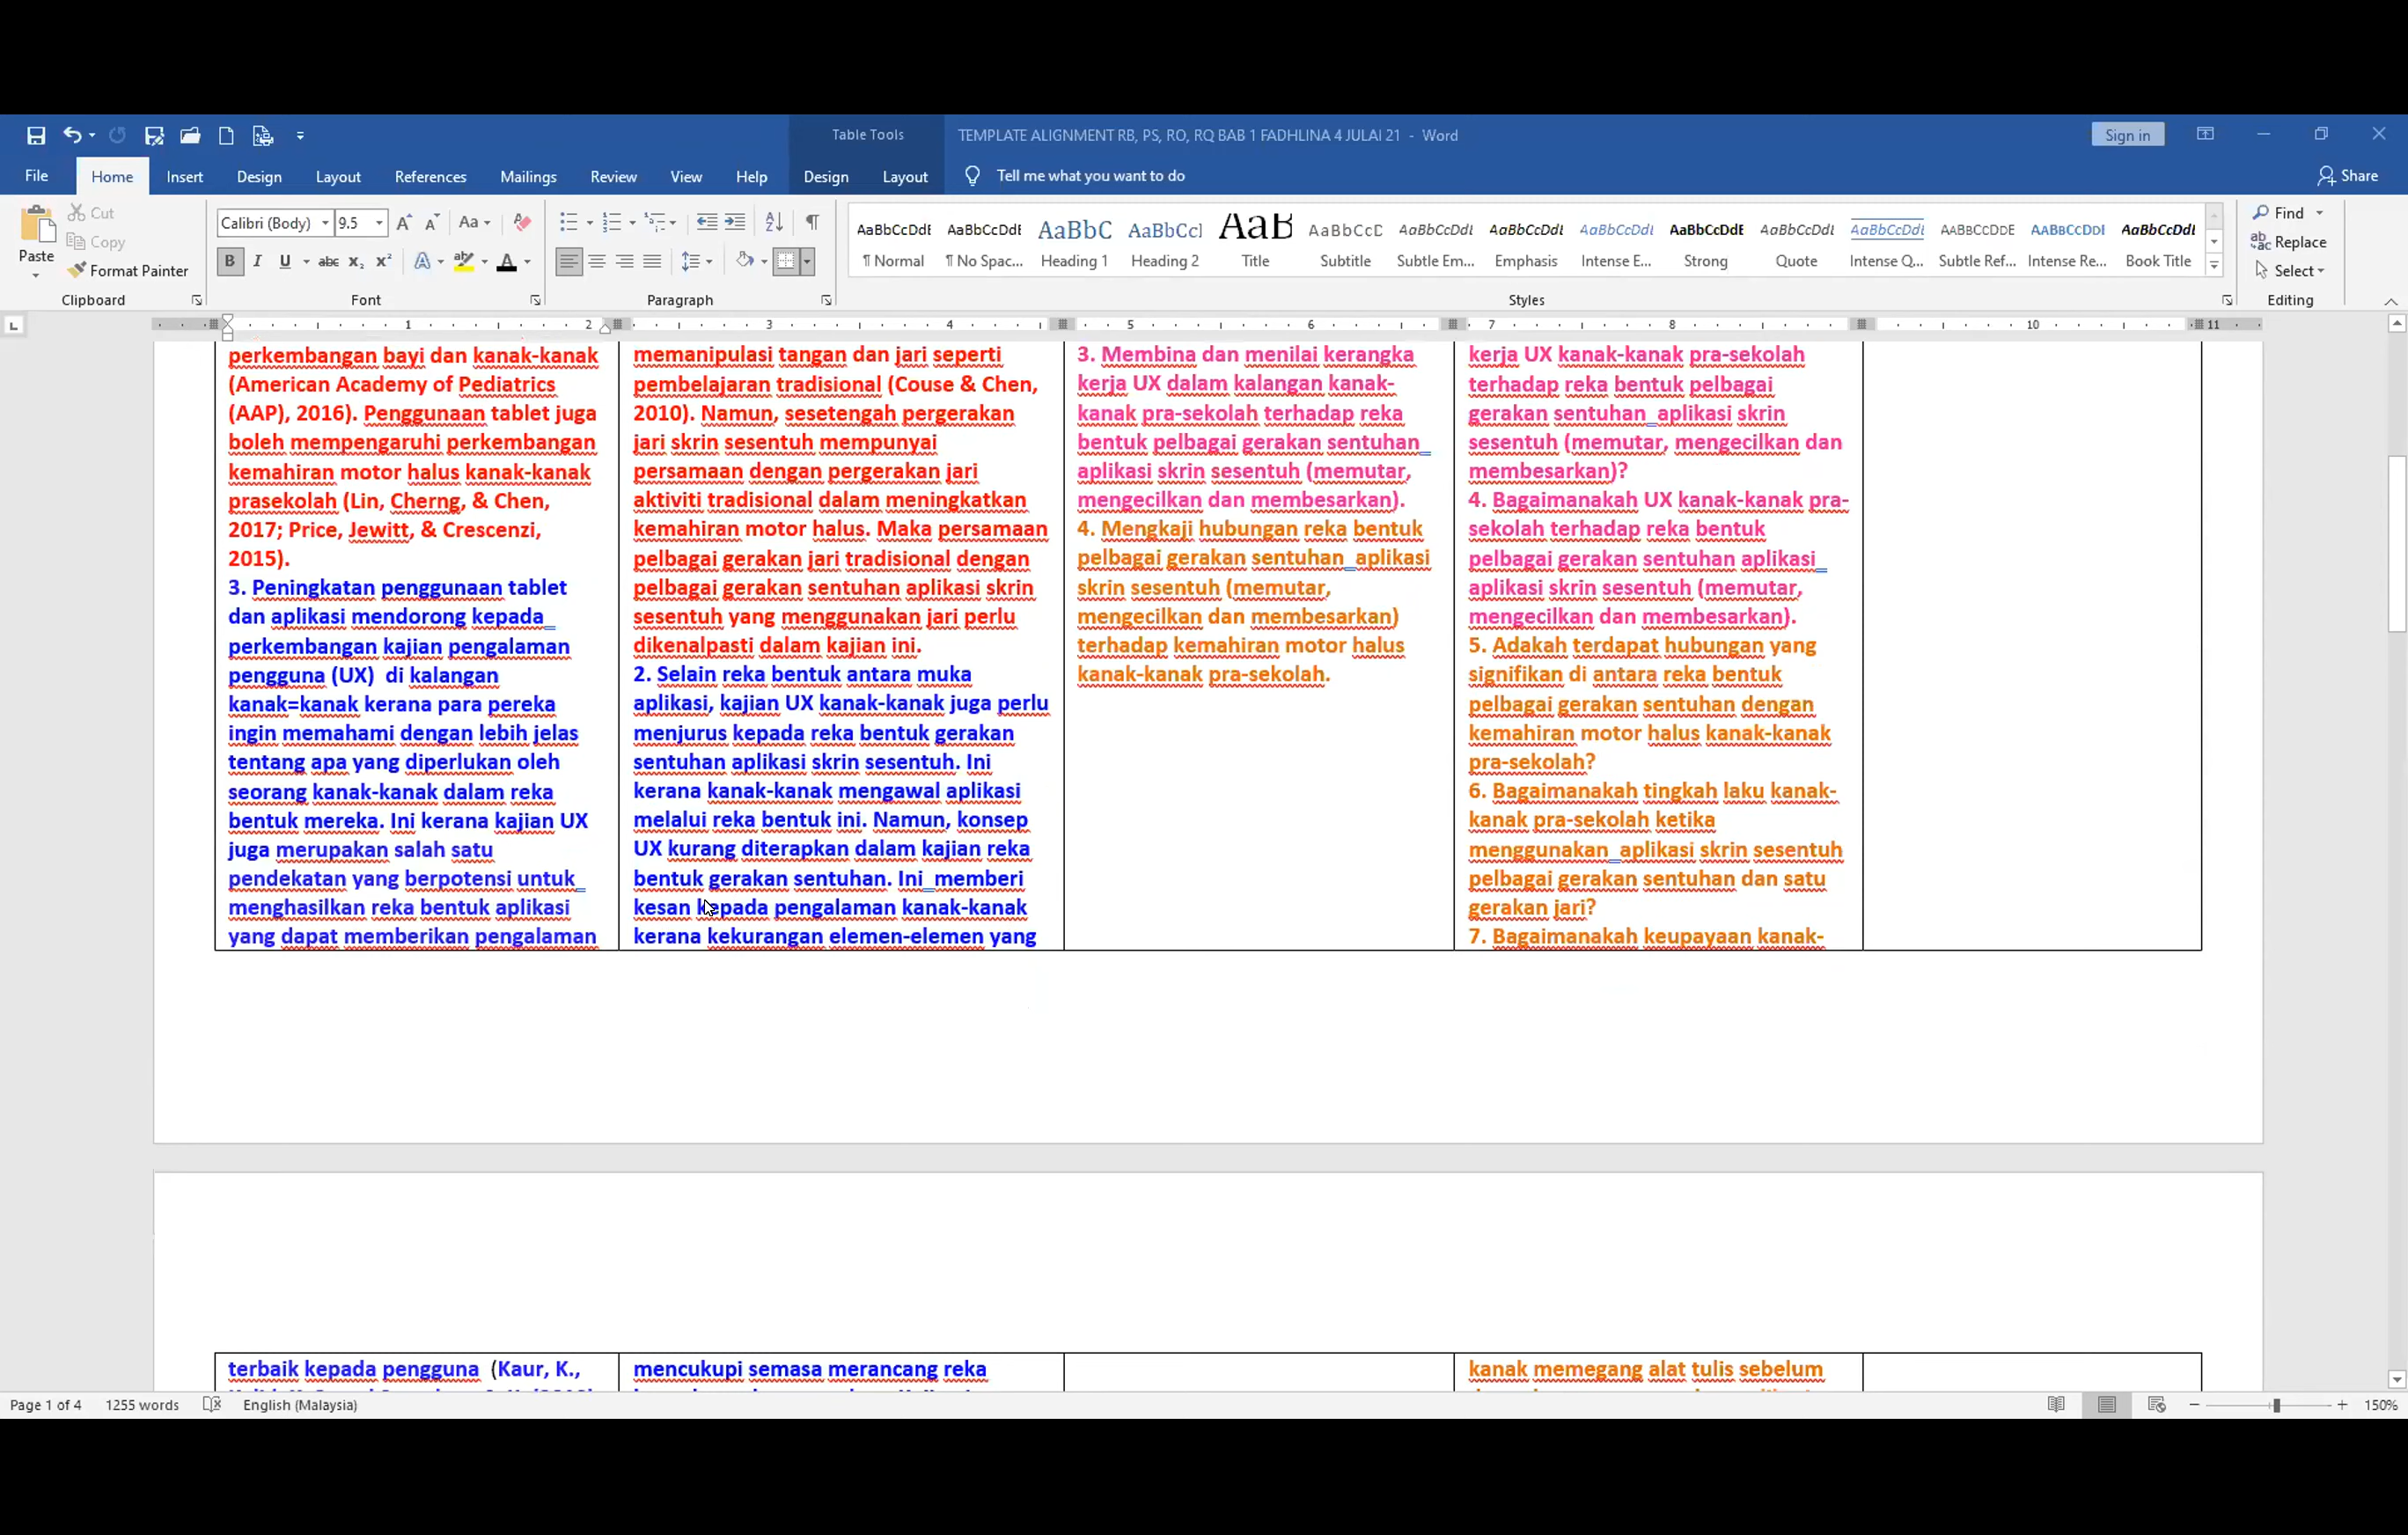 Table Tools
TEMPLATE ALIGNMENT RB, PS, RO, RQ BAB 1 FADHLINA 4 JULAI 21 - Word
Sign in
File Home Insert Design Layout References Mailings Review View Help Design Layout Tell me what you want to do Share
Paste
Cut
Copy
Format Painter
Clipboard
Calibri (Body) 9.5
Font
Paragraph
AaBbCcDdE AaBbCcDdE AaBbC AaBbCcI AaB AaBbCcC AaBbCcDdL AaBbCcDdL AaBbCcDdL AaBbCcDdE AaBbCcDdL AaBbCcDdL AABBCCDDE AABBCCDDE AaBbCcDdL
¶ Normal ¶ No Spac... Heading 1 Heading 2 Title Subtitle Subtle Em... Emphasis Intense E... Strong Quote Intense Q... Subtle Ref... Intense Re... Book Title
Styles
Find
Replace
Select
Editing
1 2 3 4 5 6 7 8 10 11
perkembangan bayi dan kanak-kanak
(American Academy of Pediatrics
(AAP), 2016). Penggunaan tablet juga
boleh mempengaruhi perkembangan
kemahiran motor halus kanak-kanak
prasekolah (Lin, Cherng, & Chen,
2017; Price, Jewitt, & Crescenzi,
2015).
3. Peningkatan penggunaan tablet
dan aplikasi mendorong kepada
perkembangan kajian pengalaman
pengguna (UX)  di kalangan
kanak=kanak kerana para pereka
ingin memahami dengan lebih jelas
tentang apa yang diperlukan oleh
seorang kanak-kanak dalam reka
bentuk mereka. Ini kerana kajian UX
juga merupakan salah satu
pendekatan yang berpotensi untuk
menghasilkan reka bentuk aplikasi
yang dapat memberikan pengalaman
memanipulasi tangan dan jari seperti
pembelajaran tradisional (Couse & Chen,
2010). Namun, sesetengah pergerakan
jari skrin sesentuh mempunyai
persamaan dengan pergerakan jari
aktiviti tradisional dalam meningkatkan
kemahiran motor halus. Maka persamaan
pelbagai gerakan jari tradisional dengan
pelbagai gerakan sentuhan aplikasi skrin
sesentuh yang menggunakan jari perlu
dikenalpasti dalam kajian ini.
2. Selain reka bentuk antara muka
aplikasi, kajian UX kanak-kanak juga perlu
menjurus kepada reka bentuk gerakan
sentuhan aplikasi skrin sesentuh. Ini
kerana kanak-kanak mengawal aplikasi
melalui reka bentuk ini. Namun, konsep
UX kurang diterapkan dalam kajian reka
bentuk gerakan sentuhan. Ini  memberi
kesan kepada pengalaman kanak-kanak
kerana kekurangan elemen-elemen yang
3. Membina dan menilai kerangka
kerja UX dalam kalangan kanak-
kanak pra-sekolah terhadap reka
bentuk pelbagai gerakan sentuhan
aplikasi skrin sesentuh (memutar,
mengecilkan dan membesarkan).
4. Mengkaji hubungan reka bentuk
pelbagai gerakan sentuhan  aplikasi
skrin sesentuh (memutar,
mengecilkan dan membesarkan)
terhadap kemahiran motor halus
kanak-kanak pra-sekolah.
kerja UX kanak-kanak pra-sekolah
terhadap reka bentuk pelbagai
gerakan sentuhan  aplikasi skrin
sesentuh (memutar, mengecilkan dan
membesarkan)?
4. Bagaimanakah UX kanak-kanak pra-
sekolah terhadap reka bentuk
pelbagai gerakan sentuhan aplikasi
aplikasi skrin sesentuh (memutar,
mengecilkan dan membesarkan).
5. Adakah terdapat hubungan yang
signifikan di antara reka bentuk
pelbagai gerakan sentuhan dengan
kemahiran motor halus kanak-kanak
pra-sekolah?
6. Bagaimanakah tingkah laku kanak-
kanak pra-sekolah ketika
menggunakan  aplikasi skrin sesentuh
pelbagai gerakan sentuhan dan satu
gerakan jari?
7. Bagaimanakah keupayaan kanak-
terbaik kepada pengguna  (Kaur, K.,
mencukupi semasa merancang reka
kanak memegang alat tulis sebelum
Page 1 of 4 1255 words English (Malaysia) 150%